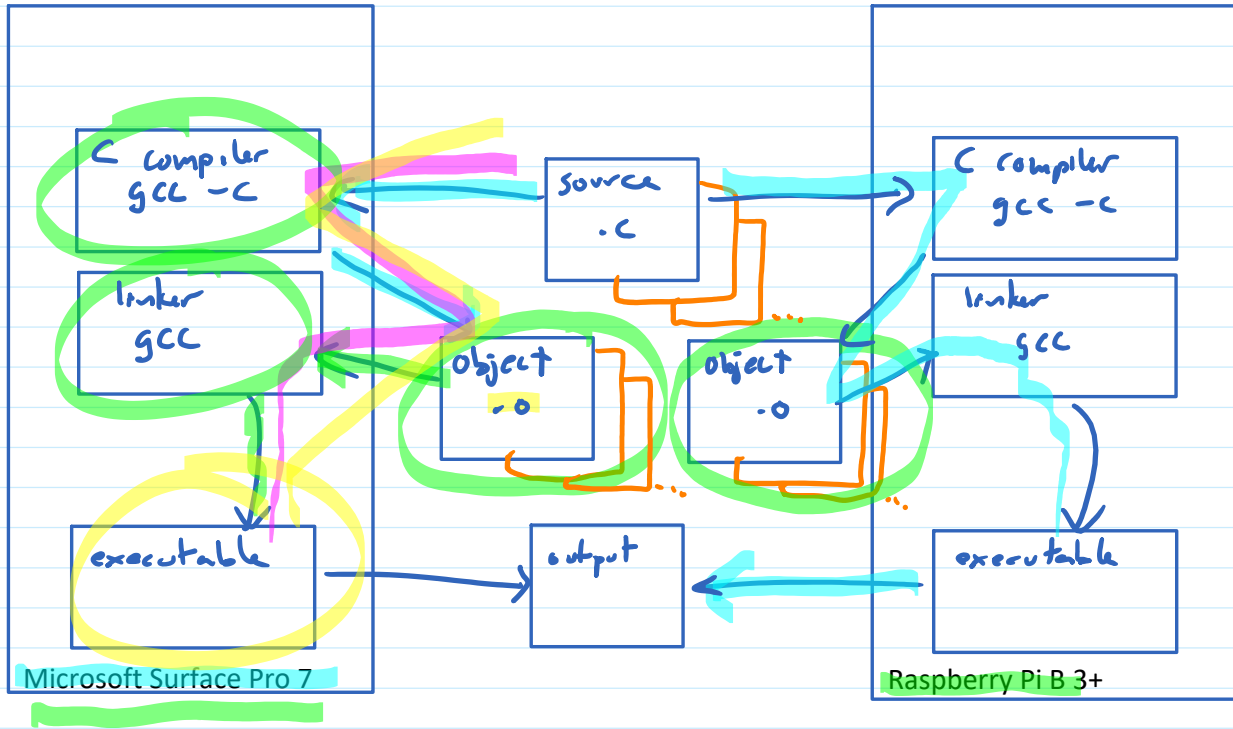 C compiler
gcc -c
linker
gcc
executable
Microsoft Surface Pro 7
source
.c
object
.o
object
.o
output
C compiler
gcc -c
linker
gcc
executable
Raspberry Pi B 3+